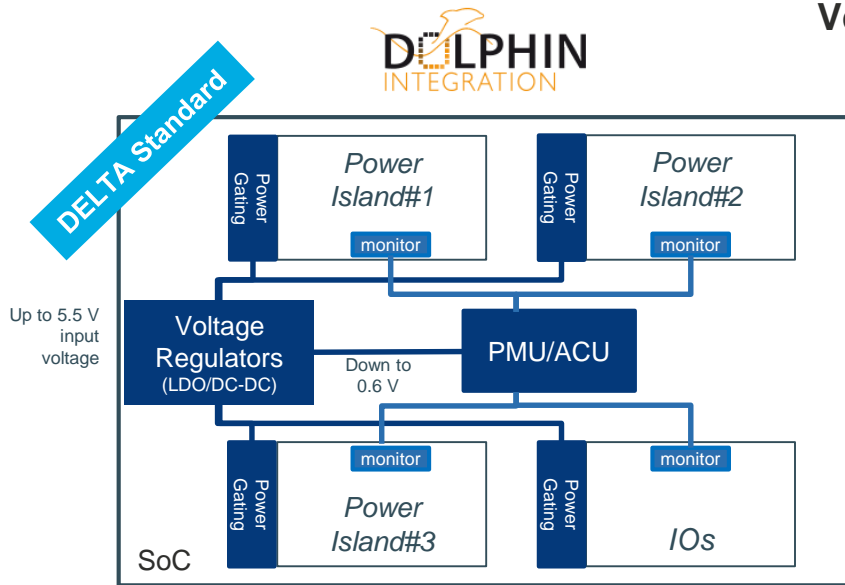 Ve
DOLPHIN
INTEGRATION
DELTA Standard
Power
Gating
Power
Island#1
monitor
Power
Gating
Power
Island#2
monitor
Up to 5.5 V
input
voltage
Voltage
Regulators
(LDO/DC-DC)
Down to
0.6 V
PMU/ACU
Power
Gating
monitor
Power
Island#3
Power
Gating
monitor
IOs
SoC